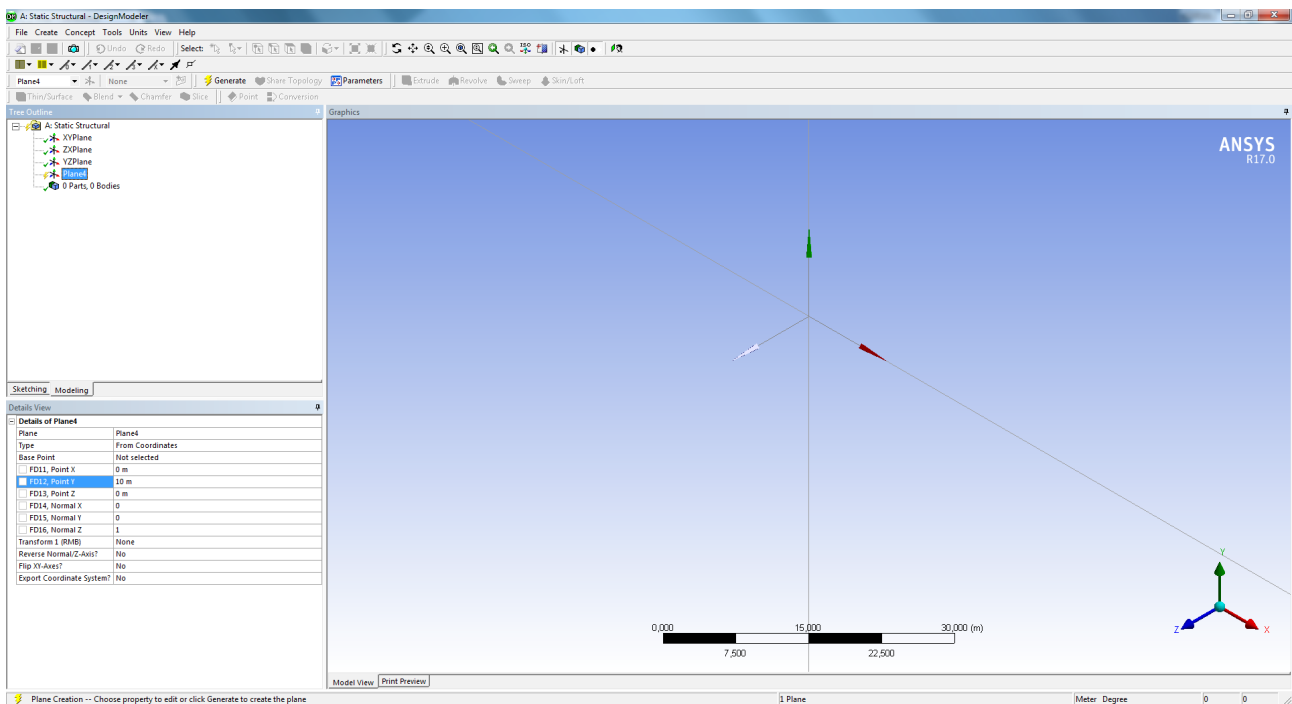 A: Static Structural - DesignModeler
File Create Concept Tools Units View Help
Undo Redo Select:
Plane4 None Generate Share Topology Parameters Extrude Revolve Sweep Skin/Loft
Thin/Surface Blend Chamfer Slice Point Conversion
Tree Outline
A: Static Structural
XYPlane
ZXPlane
YZPlane
Plane4
0 Parts, 0 Bodies
Sketching Modeling
Details View
Details of Plane4
Plane Plane4
Type From Coordinates
Base Point Not selected
FD11, Point X 0 m
FD12, Point Y 10 m
FD13, Point Z 0 m
FD14, Normal X 0
FD15, Normal Y 0
FD16, Normal Z 1
Transform 1 (RMB) None
Reverse Normal/Z-Axis? No
Flip XY-Axes? No
Export Coordinate System? No
Graphics
ANSYS
R17.0
0,000 15,000 30,000 (m)
7,500 22,500
Y
Z X
Model View Print Preview
Plane Creation -- Choose property to edit or click Generate to create the plane 1 Plane Meter Degree 0 0